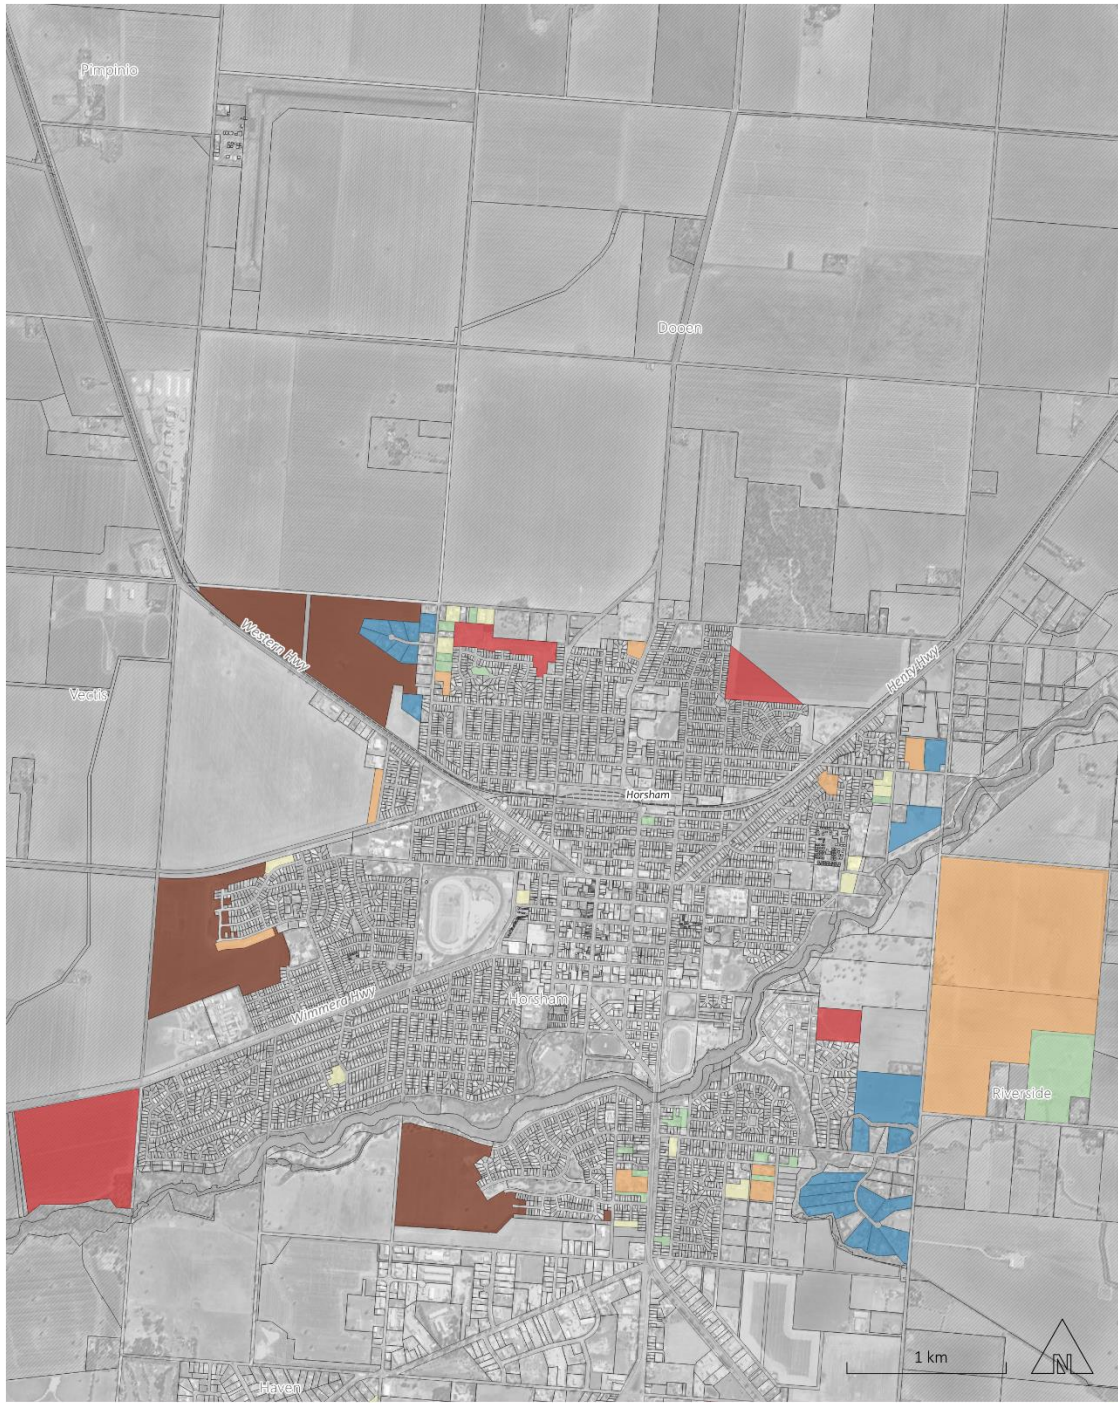 Pimpinio
Dooen
Western Hwy
Henty Hwy
Vectis
Horsham
Wimmera Hwy
Horsham
Riverside
1 km
N
Haven